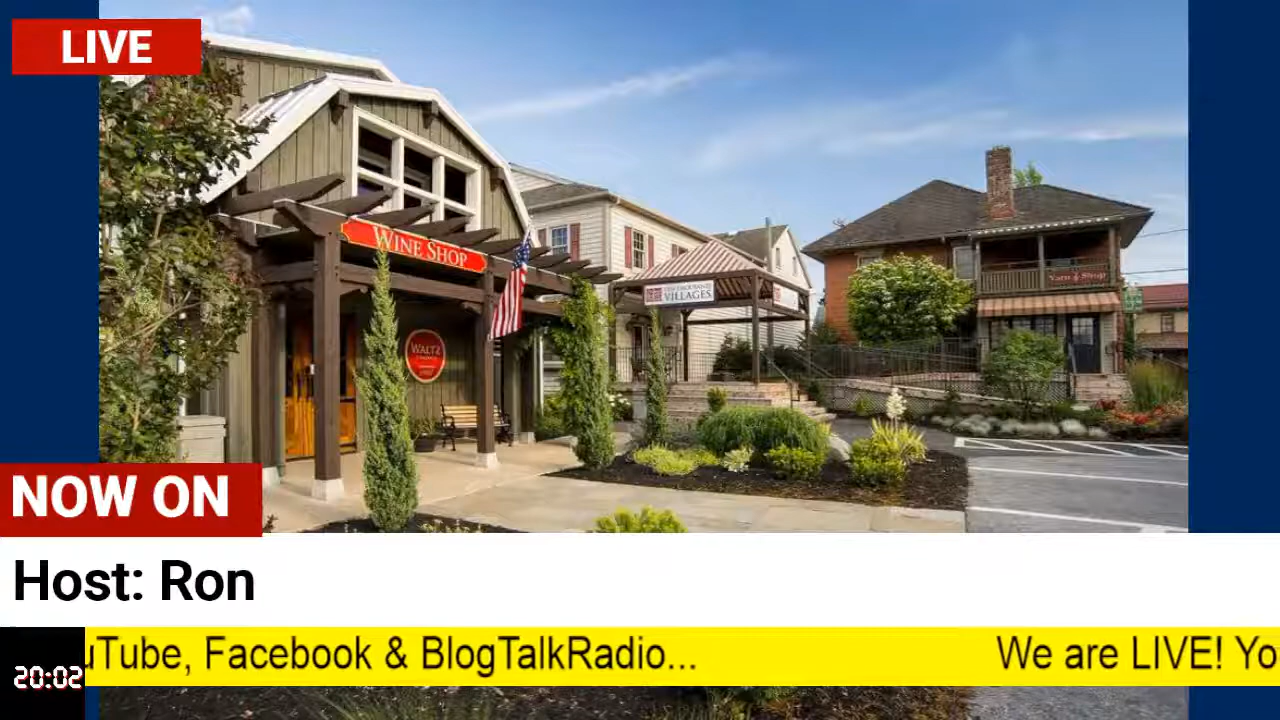 LIVE
WINE SHOP
WALTZ
VILLAGES
Yarn Shop
NOW ON
Host: Ron
uTube, Facebook & BlogTalkRadio...
We are LIVE! Yo
20:02